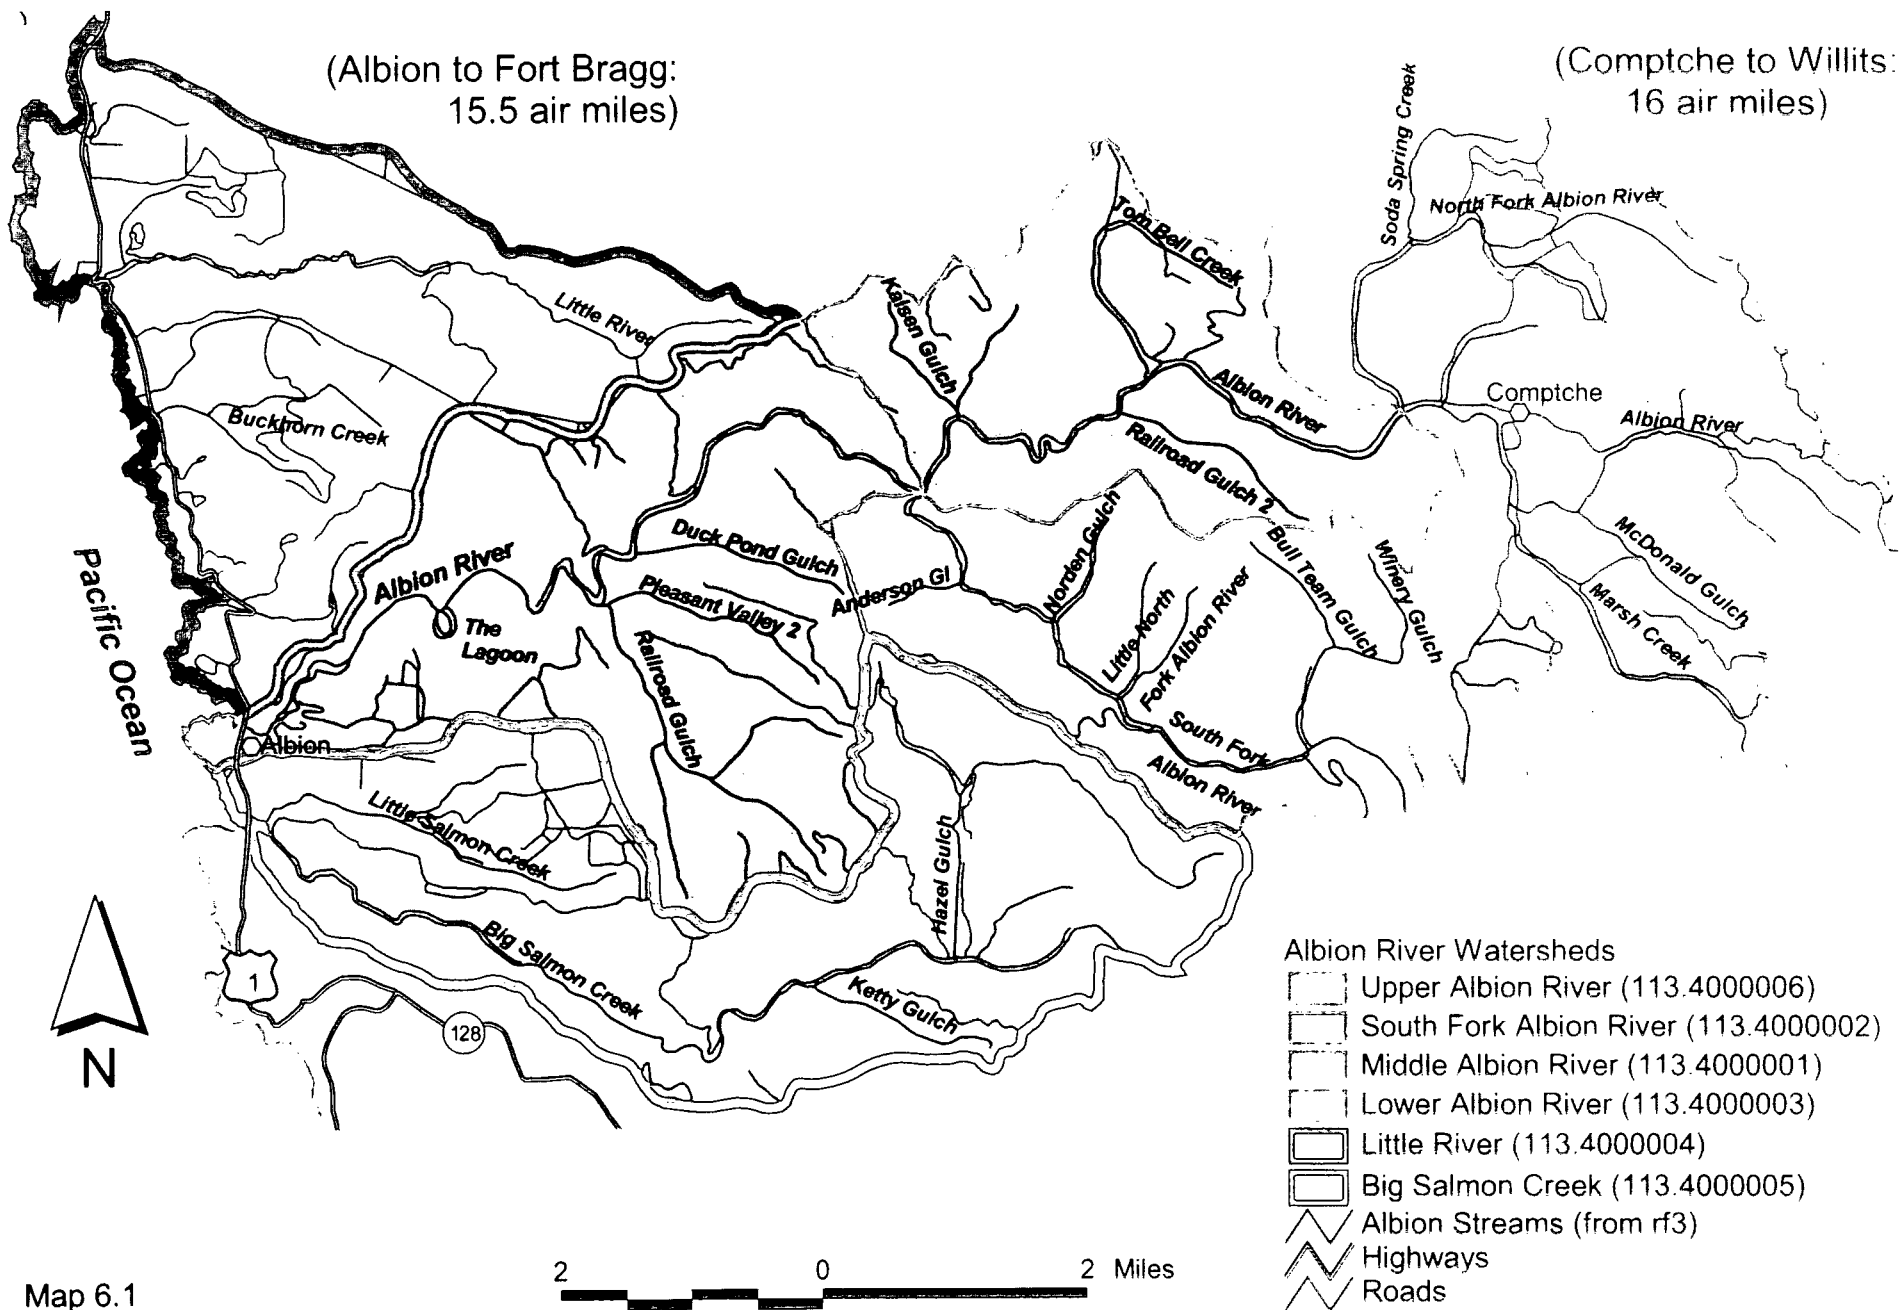 (Albion to Fort Bragg:
15.5 air miles)
(Comptche to Willits:
16 air miles)
Soda Spring Creek
North Fork Albion River
Tom Bell Creek
Kaisen Gulch
Little River
Albion River
Comptche
Albion River
Buckhorn Creek
Railroad Gulch 2
Duck Pond Gulch
Norden Gulch
Bull Team Gulch
Winery Gulch
McDonald Gulch
Pacific Ocean
Albion River
Pleasant Valley 2
Anderson Gl
Little North
Fork Albion River
Marsh Creek
The
Lagoon
Railroad Gulch
South Fork
Albion River
Albion
Little Salmon Creek
Hazel Gulch
Big Salmon Creek
Ketty Gulch
1
128
N
Albion River Watersheds
Upper Albion River (113.4000006)
South Fork Albion River (113.4000002)
Middle Albion River (113.4000001)
Lower Albion River (113.4000003)
Little River (113.4000004)
Big Salmon Creek (113.4000005)
Albion Streams (from rf3)
Highways
Roads
2 0 2 Miles
Map 6.1